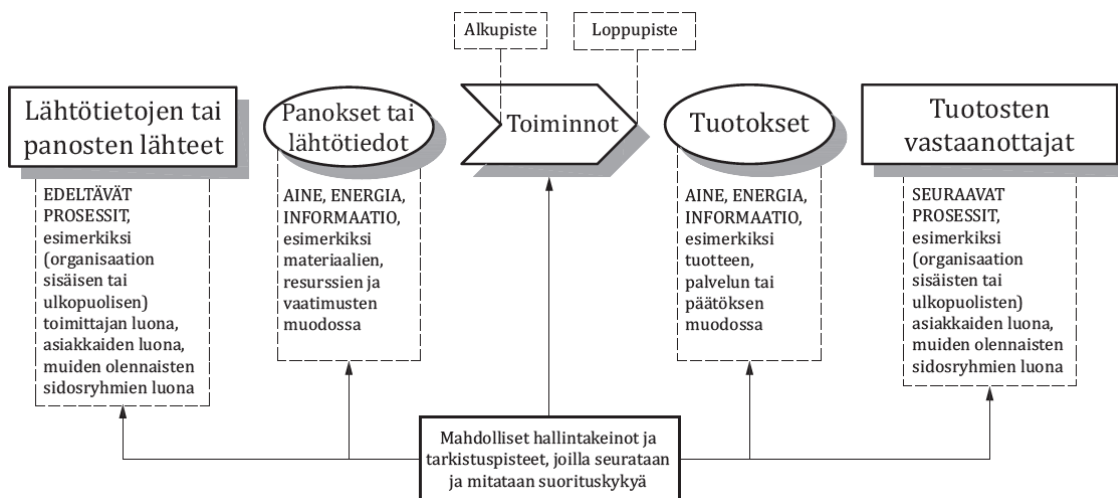 Alkupiste
Loppupiste
Lähtötietojen tai
panosten lähteet
EDELTÄVÄT
PROSESSIT,
esimerkiksi
(organisaation
sisäisen tai
ulkopuolisen)
toimittajan luona,
asiakkaiden luona,
muiden olennaisten
sidosryhmien luona
Panokset tai
lähtötiedot
AINE, ENERGIA,
INFORMAATIO,
esimerkiksi
materiaalien,
resurssien ja
vaatimusten
muodossa
Toiminnot
Tuotokset
AINE, ENERGIA,
INFORMAATIO,
esimerkiksi
tuotteen,
palvelun tai
päätöksen
muodossa
Tuotosten
vastaanottajat
SEURAAVAT
PROSESSIT,
esimerkiksi
(organisaation
sisäisten tai
ulkopuolisten)
asiakkaiden luona,
muiden olennaisten
sidosryhmien luona
Mahdolliset hallintakeinot ja
tarkistuspisteet, joilla seurataan
ja mitataan suorituskykyä